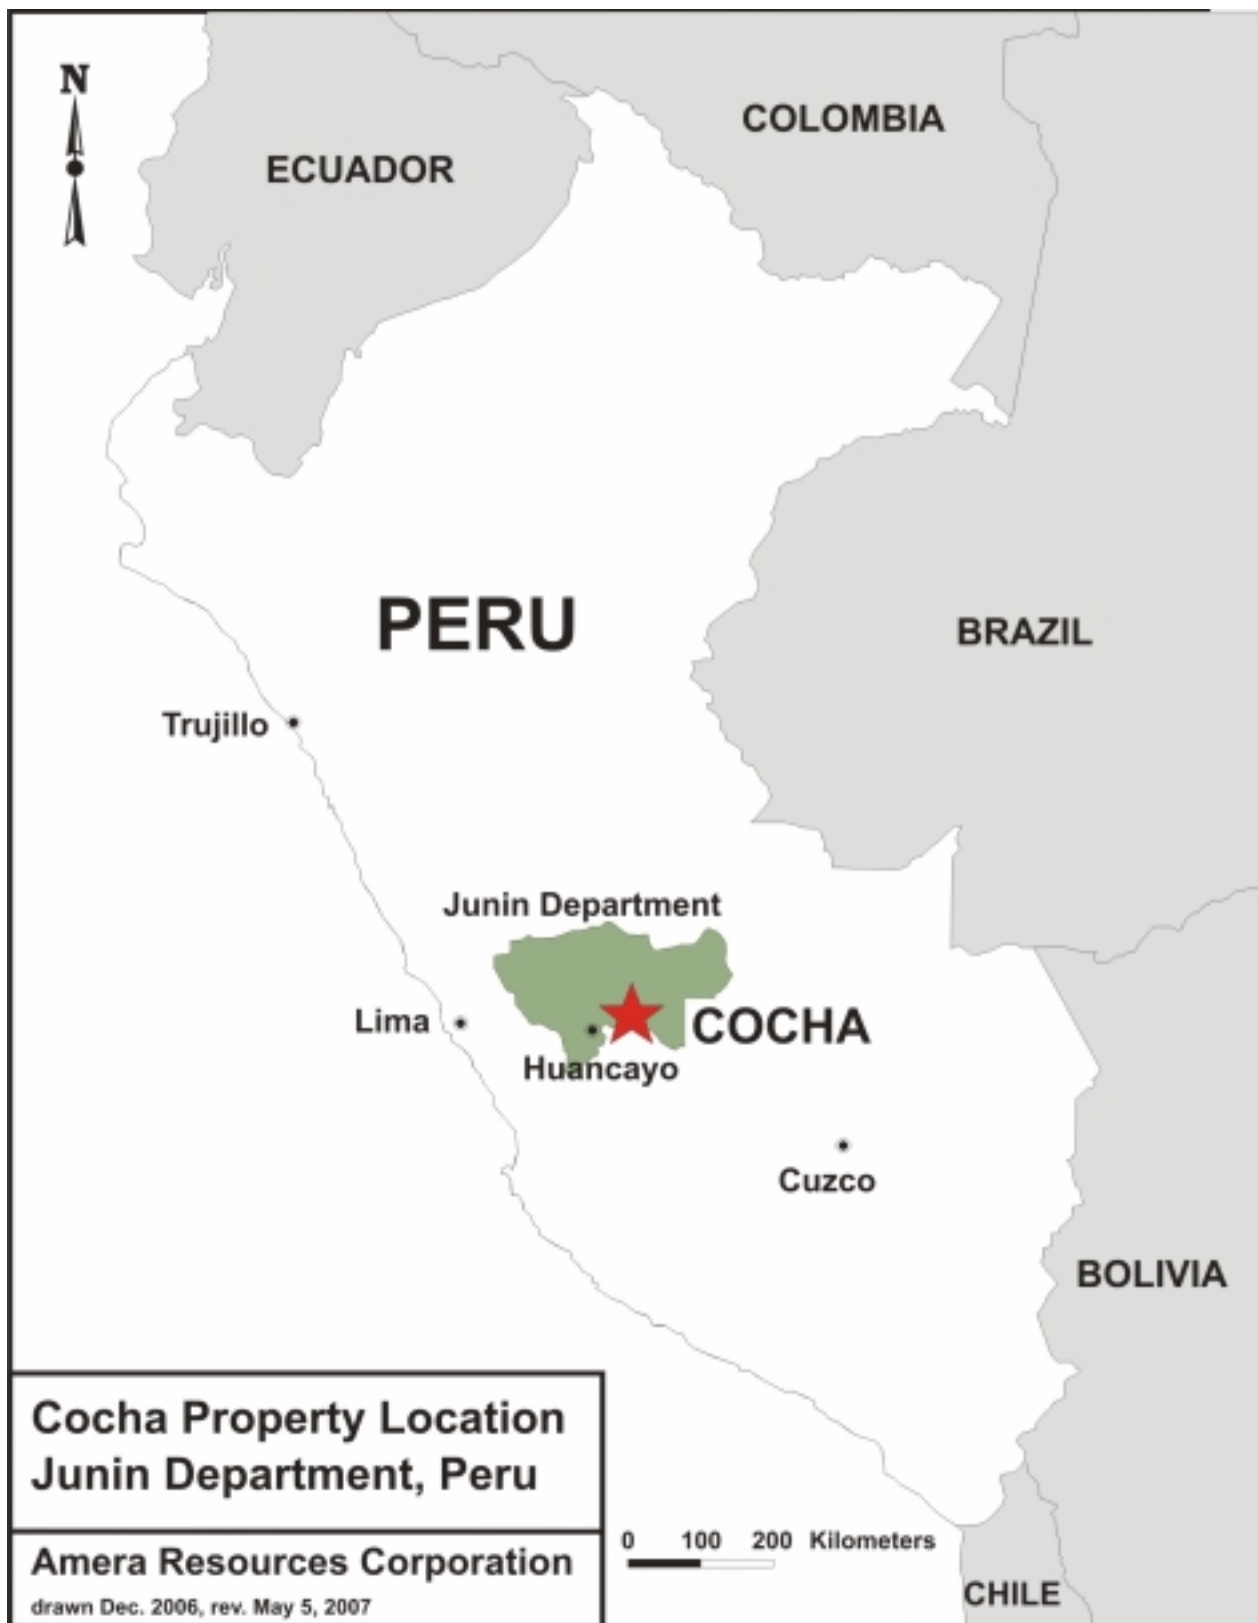 N
COLOMBIA
ECUADOR
PERU
BRAZIL
Trujillo
Junin Department
Lima
COCHA
Huancayo
Cuzco
BOLIVIA
Cocha Property Location
Junin Department, Peru
0 100 200 Kilometers
Amera Resources Corporation
CHILE
drawn Dec. 2006, rev. May 5, 2007